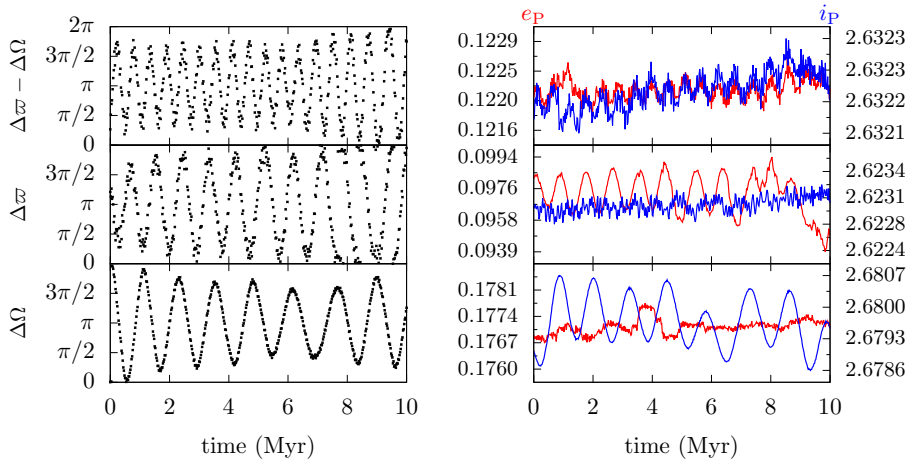 e_P i_P
2π
3π/2
π
π/2
0
Δϖ − ΔΩ
0.1229
0.1225
0.1220
0.1216
2.6323
2.6323
2.6322
2.6321
3π/2
π
π/2
0
Δϖ
0.0994
0.0976
0.0958
0.0939
2.6234
2.6231
2.6228
2.6224
3π/2
π
π/2
0
ΔΩ
0.1781
0.1774
0.1767
0.1760
2.6807
2.6800
2.6793
2.6786
0 2 4 6 8 10
0 2 4 6 8 10
time (Myr)
time (Myr)